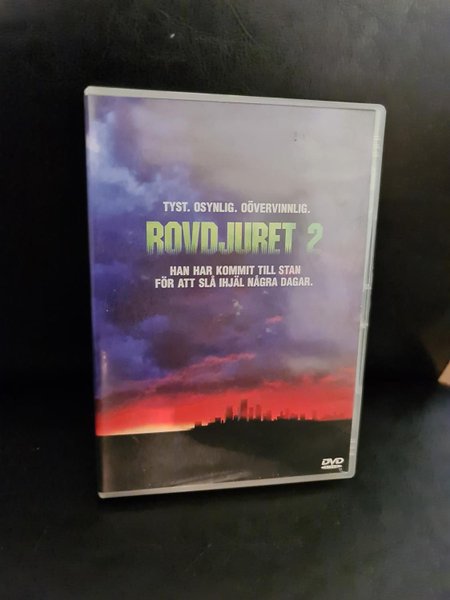 TYST. OSYNLIG. OÖVERVINNLIG.
ROVDJURET 2
HAN HAR KOMMIT TILL STAN
FÖR ATT SLÅ IHJÄL NÅGRA DAGAR.
DVD